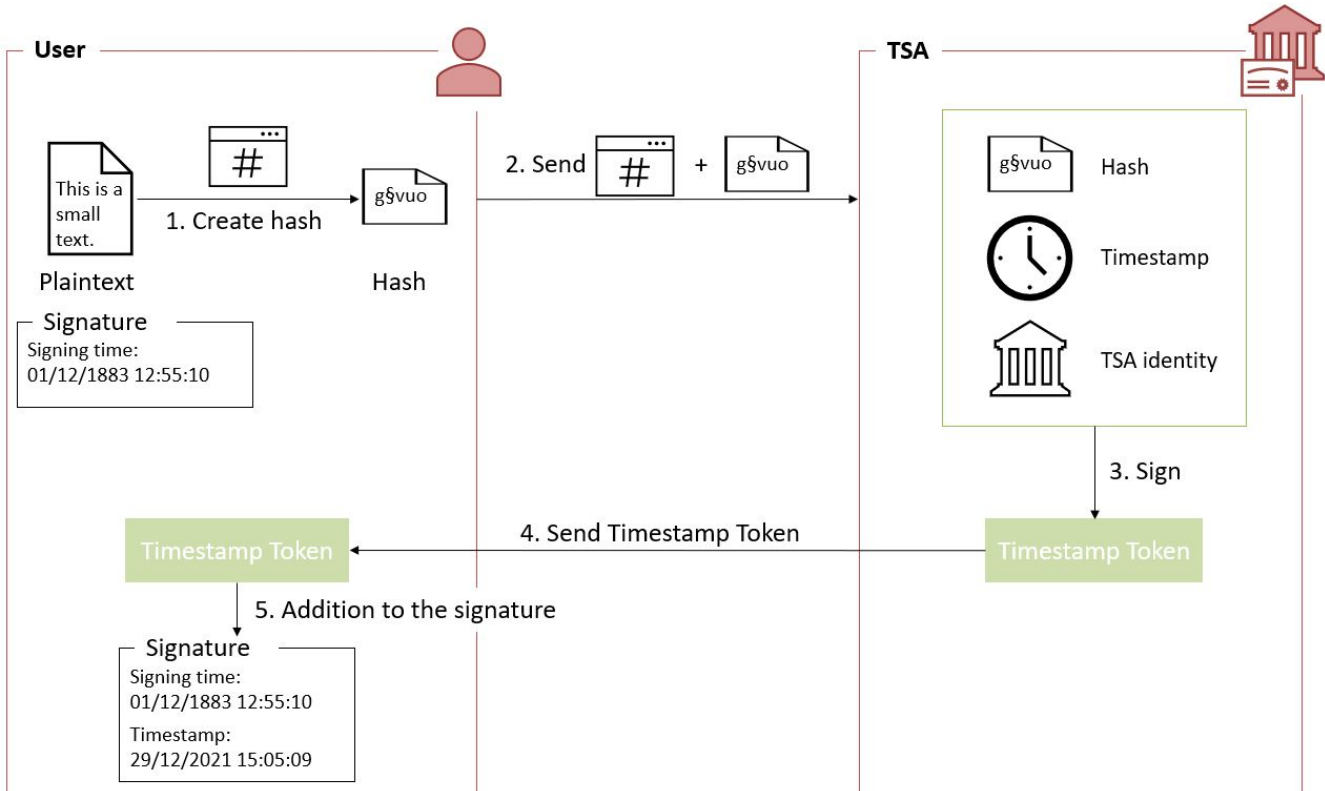 User
TSA
This is a
small
text.
#
1. Create hash
g§vuo
Plaintext
Hash
2. Send # + g§vuo
g§vuo Hash
Timestamp
TSA identity
Signature
Signing time:
01/12/1883 12:55:10
3. Sign
Timestamp Token
4. Send Timestamp Token
Timestamp Token
5. Addition to the signature
Signature
Signing time:
01/12/1883 12:55:10
Timestamp:
29/12/2021 15:05:09